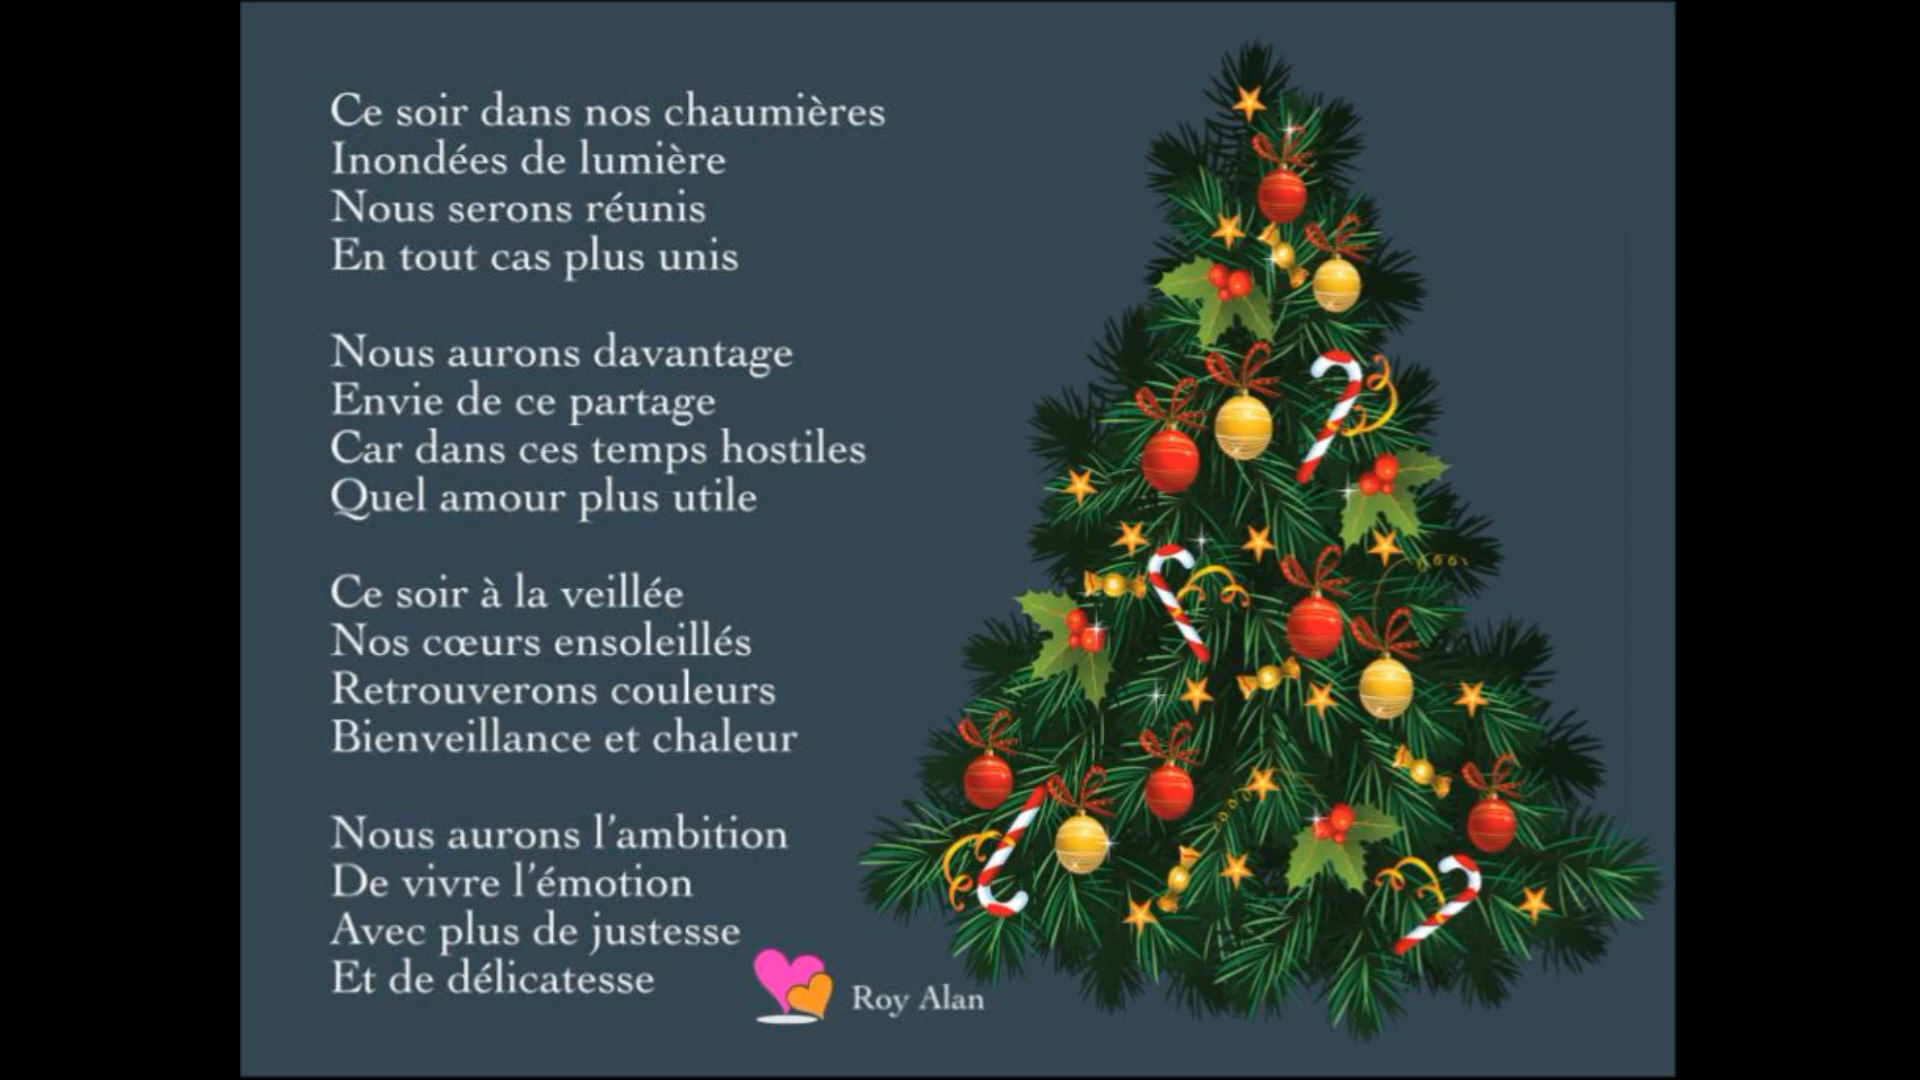 Ce soir dans nos chaumières
Inondées de lumière
Nous serons réunis
En tout cas plus unis
Nous aurons davantage
Envie de ce partage
Car dans ces temps hostiles
Quel amour plus utile
Ce soir à la veillée
Nos cœurs ensoleillés
Retrouverons couleurs
Bienveillance et chaleur
Nous aurons l'ambition
De vivre l'émotion
Avec plus de justesse
Et de délicatesse
Roy Alan